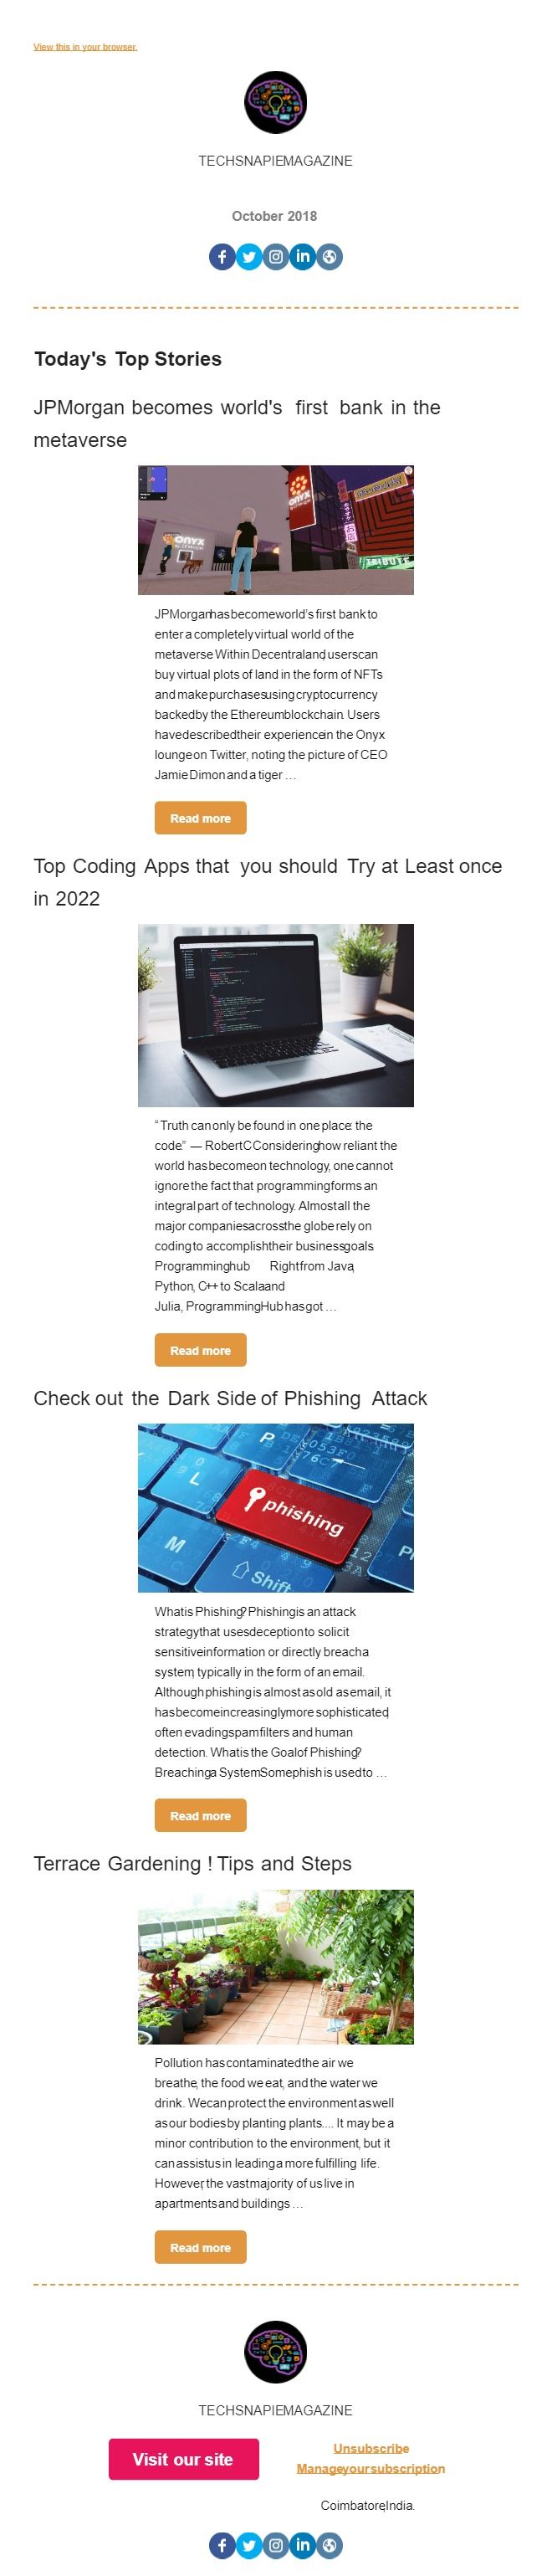 View this in your browser.
TECHSNAPIEMAGAZINE
October 2018
Today's Top Stories
JPMorgan becomes world's first bank in the
metaverse
ONYX
ONYX
TRIBUTE
JPMorgan has become world's first bank to
enter a completely virtual world of the
metaverse Within Decentraland, users can
buy virtual plots of land in the form of NFTs
and make purchases using cryptocurrency
backed by the Ethereum blockchain. Users
have described their experience in the Onyx
lounge on Twitter, noting the picture of CEO
Jamie Dimon and a tiger …
Read more
Top Coding Apps that you should Try at Least once
in 2022
“ Truth can only be found in one place: the
code.” — Robert C Considering how reliant the
world has become on technology, one cannot
ignore the fact that programming forms an
integral part of technology. Almost all the
major companies across the globe rely on
coding to accomplish their business goals.
Programming hub Right from Java,
Python, C++ to Scala and
Julia, Programming Hub has got …
Read more
Check out the Dark Side of Phishing Attack
P
L
phishing
M
Shift
Pr
What is Phishing? Phishing is an attack
strategy that uses deception to solicit
sensitive information or directly breach a
system, typically in the form of an email.
Although phishing is almost as old as email, it
has become increasingly more sophisticated,
often evading spam filters and human
detection. What is the Goal of Phishing?
Breaching a System Some phish is used to …
Read more
Terrace Gardening ! Tips and Steps
Pollution has contaminated the air we
breathe, the food we eat, and the water we
drink. We can protect the environment as well
as our bodies by planting plants.... It may be a
minor contribution to the environment, but it
can assist us in leading a more fulfilling life.
However, the vast majority of us live in
apartments and buildings …
Read more
TECHSNAPIEMAGAZINE
Visit our site
Unsubscribe
Manage your subscription
Coimbatore, India.